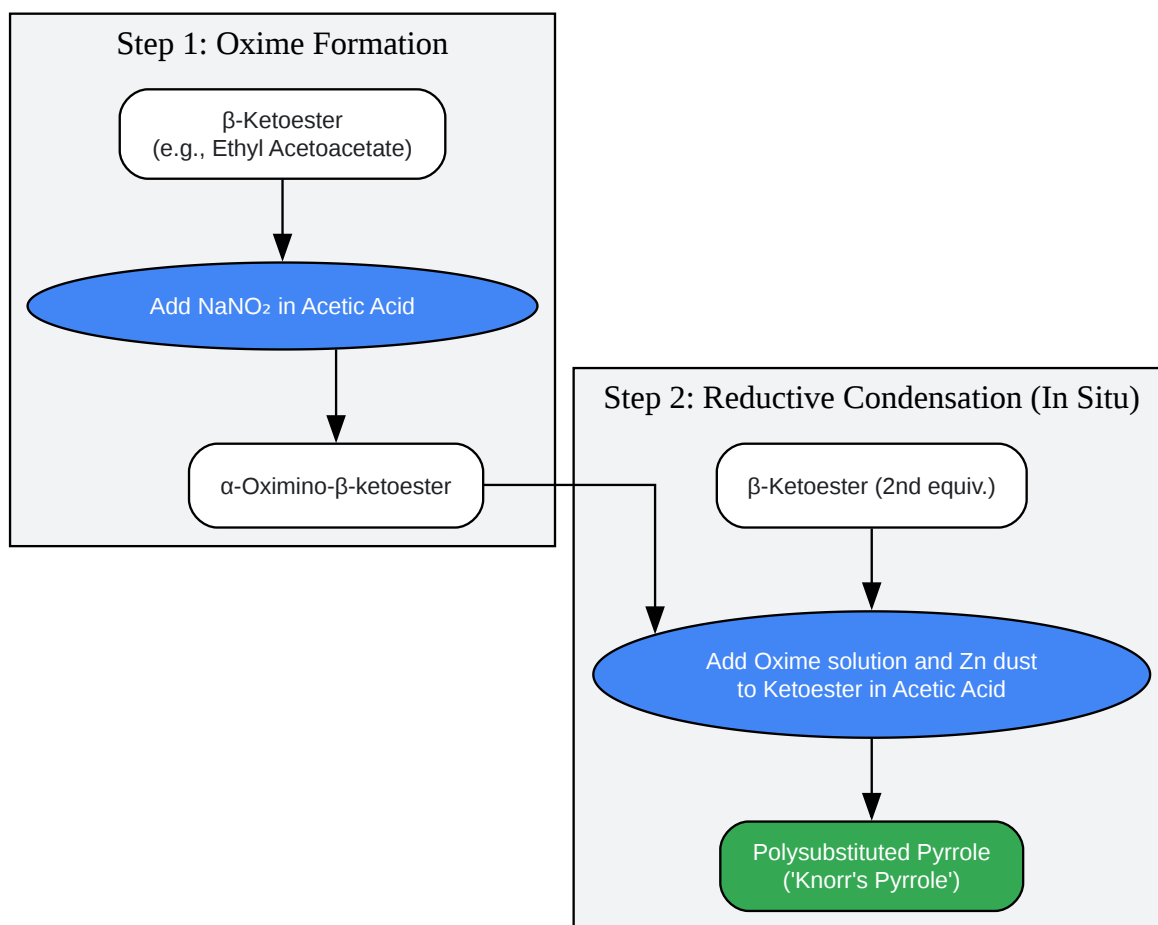 Step 1: Oxime Formation
β-Ketoester
(e.g., Ethyl Acetoacetate)
Add NaNO₂ in Acetic Acid
α-Oximino-β-ketoester
Step 2: Reductive Condensation (In Situ)
β-Ketoester (2nd equiv.)
Add Oxime solution and Zn dust
to Ketoester in Acetic Acid
Polysubstituted Pyrrole
('Knorr's Pyrrole')